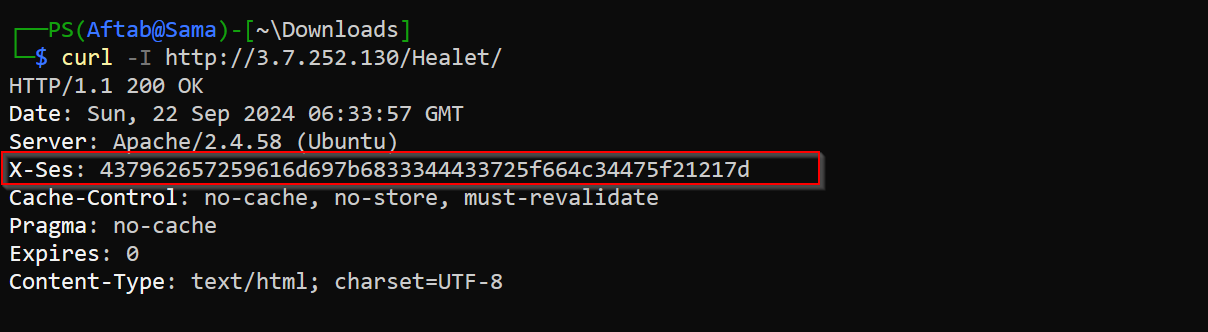 ┌──PS(Aftab@Sama)-[~\Downloads]
└─$ curl -I http://3.7.252.130/Healet/
HTTP/1.1 200 OK
Date: Sun, 22 Sep 2024 06:33:57 GMT
Server: Apache/2.4.58 (Ubuntu)
X-Ses: 437962657259616d697b6833344433725f664c34475f21217d
Cache-Control: no-cache, no-store, must-revalidate
Pragma: no-cache
Expires: 0
Content-Type: text/html; charset=UTF-8